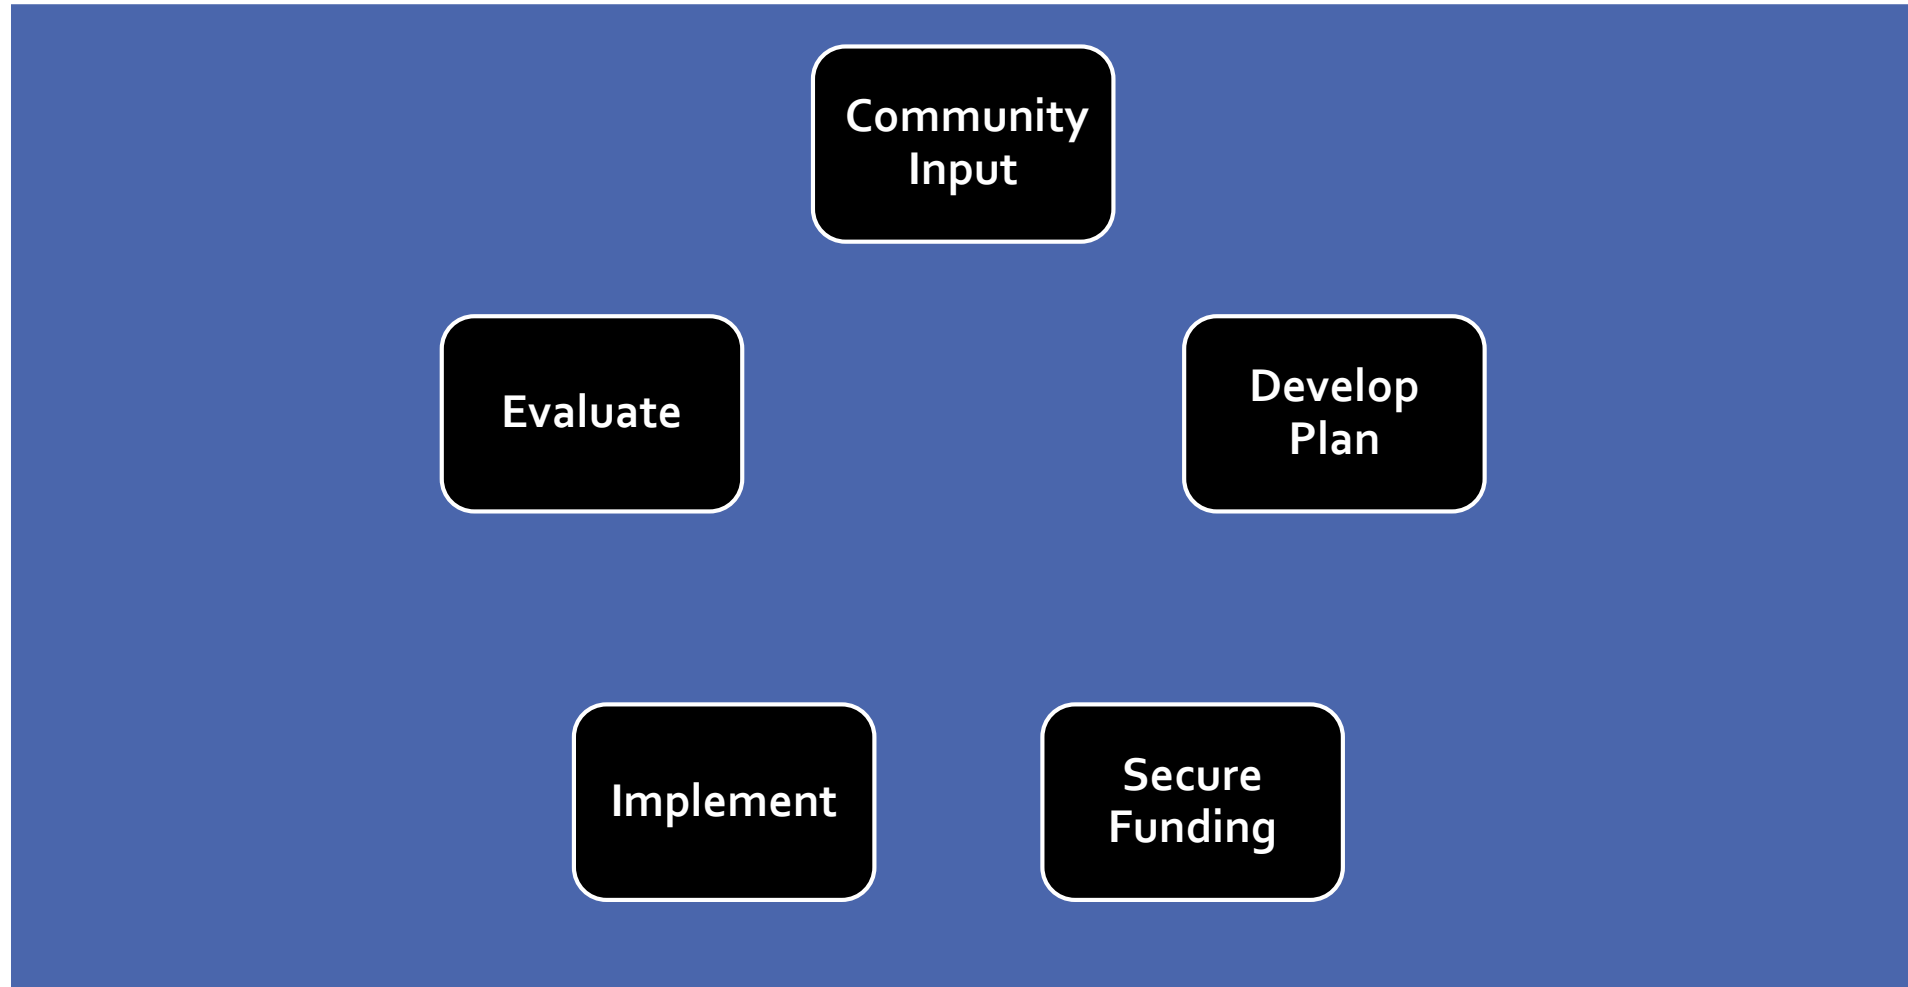 Community
Input
Evaluate
Develop
Plan
Implement
Secure
Funding